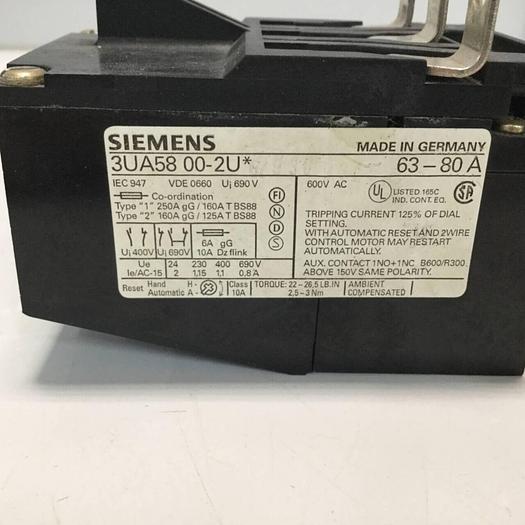 SIEMENS
MADE IN GERMANY
3UA58 00-2U*
63-80 A
IEC 947 VDE 0660 Ui 690 V
Co-ordination
Type "1" 250A gG / 160A T BS88
Type "2" 160A gG / 125A T BS88
FI
N
D
S
6A gG
Ui 400V Ui 690V 10A Dz flink
Ue 24 230 400 690 V
Ie/AC-15 2 1,15 1,1 0,8 A
600V AC
UL LISTED 165C
IND. CONT. EQ.
SA
TRIPPING CURRENT 125% OF DIAL
SETTING.
WITH AUTOMATIC RESET AND 2WIRE
CONTROL MOTOR MAY RESTART
AUTOMATICALLY.
AUX. CONTACT 1NO+1NC B600/R300.
ABOVE 150V SAME POLARITY.
Reset Hand H-
Automatic A-
Class
10A
TORQUE: 22-26,5 LB.IN
2,5-3 Nm
AMBIENT
COMPENSATED